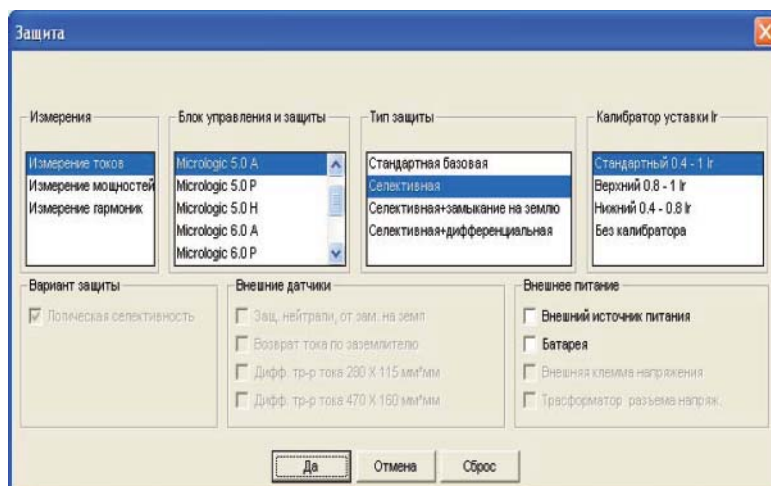 Защита
Измерения
Измерение токов
Измерение мощностей
Измерение гармоник
Блок управления и защиты
Micrologic 5.0 A
Micrologic 5.0 P
Micrologic 5.0 H
Micrologic 6.0 A
Micrologic 6.0 P
Тип защиты
Стандартная базовая
Селективная
Селективная+замыкание на землю
Селективная+дифференциальная
Калибратор уставки Ir
Стандартный 0.4 - 1 Ir
Верхний 0.8 - 1 Ir
Нижний 0.4 - 0.8 Ir
Без калибратора
Вариант защиты
Логическая селективность
Внешние датчики
Защ. нейтрали, от зам. на земл
Возврат тока по заземлителю
Дифф. тр-р тока 280 X 115 мм*мм
Дифф. тр-р тока 470 X 160 мм*мм
Внешнее питание
Внешний источник питания
Батарея
Внешняя клемма напряжения
Трасформатор разъема напряж.
Да
Отмена
Сброс